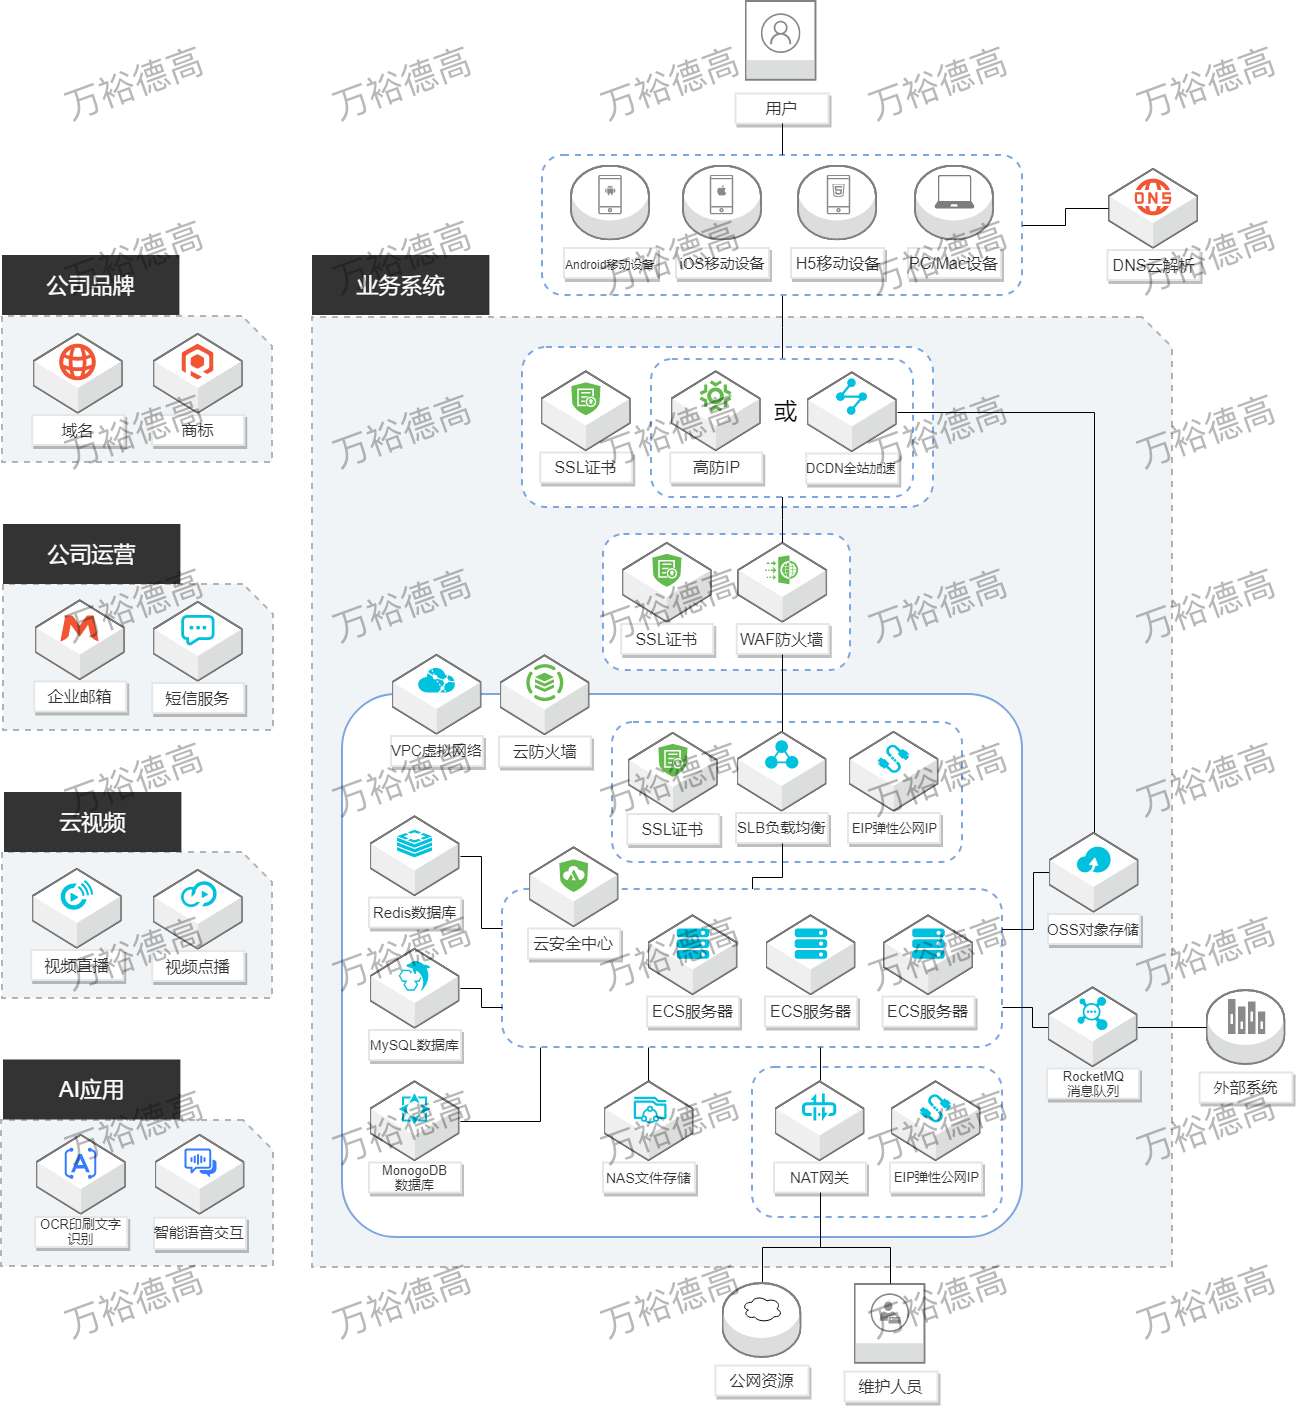 用户
Android移动设备
iOS移动设备
H5移动设备
PC/Mac设备
DNS
DNS云解析
公司品牌
域名
商标
公司运营
企业邮箱
短信服务
云视频
视频直播
视频点播
AI应用
OCR印刷文字
识别
智能语音交互
业务系统
SSL证书
高防IP
或
DCDN全站加速
SSL证书
WAF防火墙
VPC虚拟网络
云防火墙
SSL证书
SLB负载均衡
EIP弹性公网IP
Redis数据库
云安全中心
OSS对象存储
MySQL数据库
ECS服务器
ECS服务器
ECS服务器
RocketMQ
消息队列
外部系统
MonogoDB
数据库
NAS文件存储
NAT网关
EIP弹性公网IP
公网资源
维护人员
万裕德高